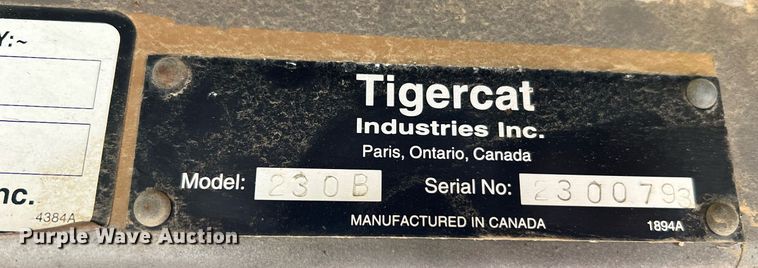 Y:~
nc.
4384A
Tigercat
Industries Inc.
Paris, Ontario, Canada
Model: 230B Serial No: 2300793
MANUFACTURED IN CANADA 1894A
Purple Wave Auction